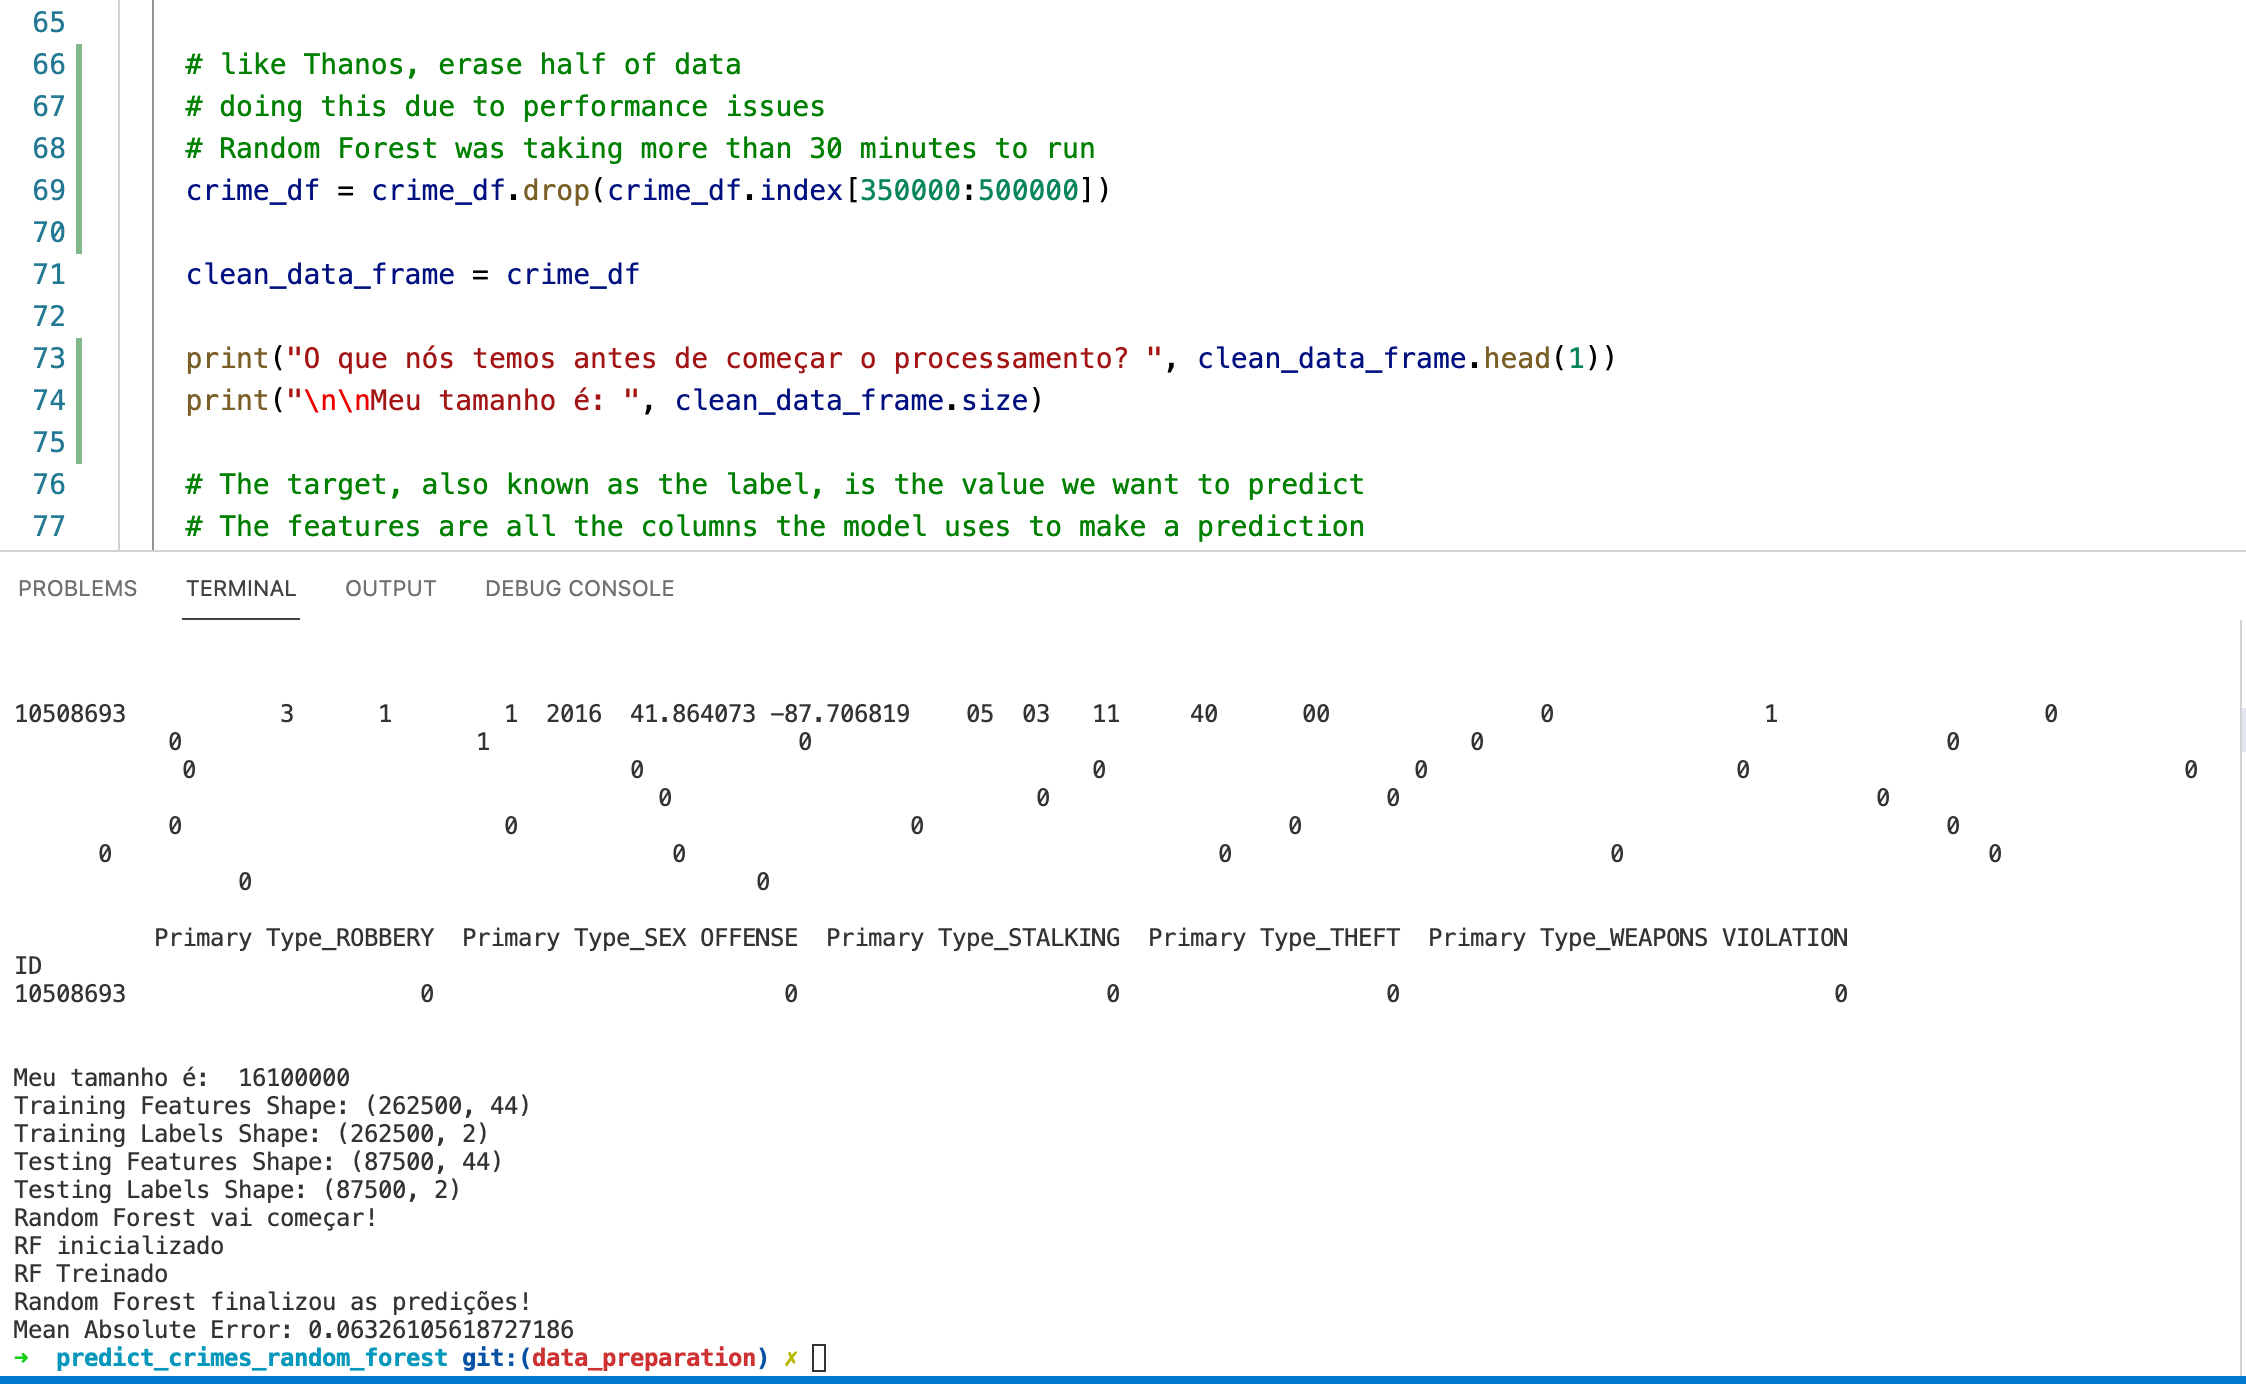 65
66 # like Thanos, erase half of data
67 # doing this due to performance issues
68 # Random Forest was taking more than 30 minutes to run
69 crime_df = crime_df.drop(crime_df.index[350000:500000])
70
71 clean_data_frame = crime_df
72
73 print("O que nós temos antes de começar o processamento? ", clean_data_frame.head(1))
74 print("\n\nMeu tamanho é: ", clean_data_frame.size)
75
76 # The target, also known as the label, is the value we want to predict
77 # The features are all the columns the model uses to make a prediction
PROBLEMS TERMINAL OUTPUT DEBUG CONSOLE
10508693 3 1 1 2016 41.864073 -87.706819 05 03 11 40 00 0 1 0
0 1 0 0 0
0 0 0 0 0 0
0 0 0 0
0 0 0 0 0
0 0 0 0 0
0 0
Primary Type_ROBBERY Primary Type_SEX OFFENSE Primary Type_STALKING Primary Type_THEFT Primary Type_WEAPONS VIOLATION
ID
10508693 0 0 0 0 0
Meu tamanho é: 16100000
Training Features Shape: (262500, 44)
Training Labels Shape: (262500, 2)
Testing Features Shape: (87500, 44)
Testing Labels Shape: (87500, 2)
Random Forest vai começar!
RF inicializado
RF Treinado
Random Forest finalizou as predições!
Mean Absolute Error: 0.06326105618727186
➜ predict_crimes_random_forest git:(data_preparation) ✗